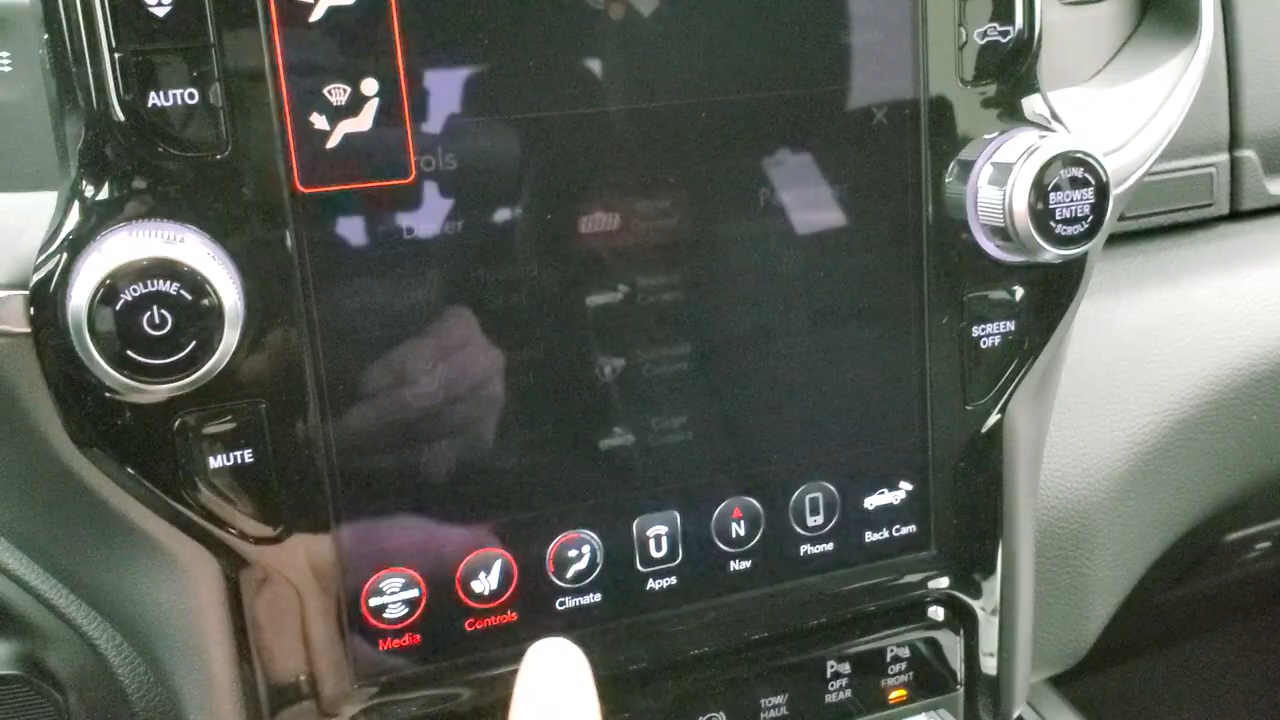 AUTO
rols
TUNE
BROWSE
ENTER
SCROLL
VOLUME
SCREEN
OFF
MUTE
Media
Controls
Climate
U
Apps
N
Nav
Phone
Back Cam
TOW/
HAUL
P
OFF
REAR
P
OFF
FRONT